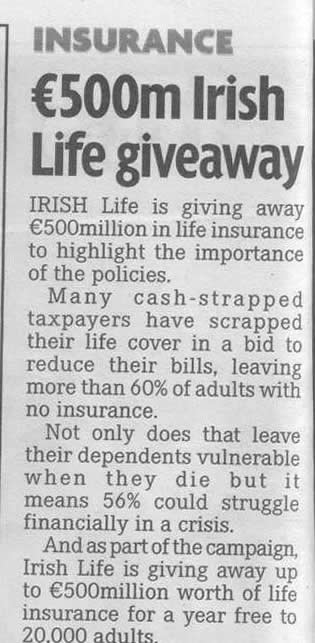 INSURANCE
€500m Irish
Life giveaway
IRISH Life is giving away
€500million in life insurance
to highlight the importance
of the policies.
Many cash-strapped
taxpayers have scrapped
their life cover in a bid to
reduce their bills, leaving
more than 60% of adults with
no insurance.
Not only does that leave
their dependents vulnerable
when they die but it
means 56% could struggle
financially in a crisis.
And as part of the campaign,
Irish Life is giving away up
to €500million worth of life
insurance for a year free to
20,000 adults.